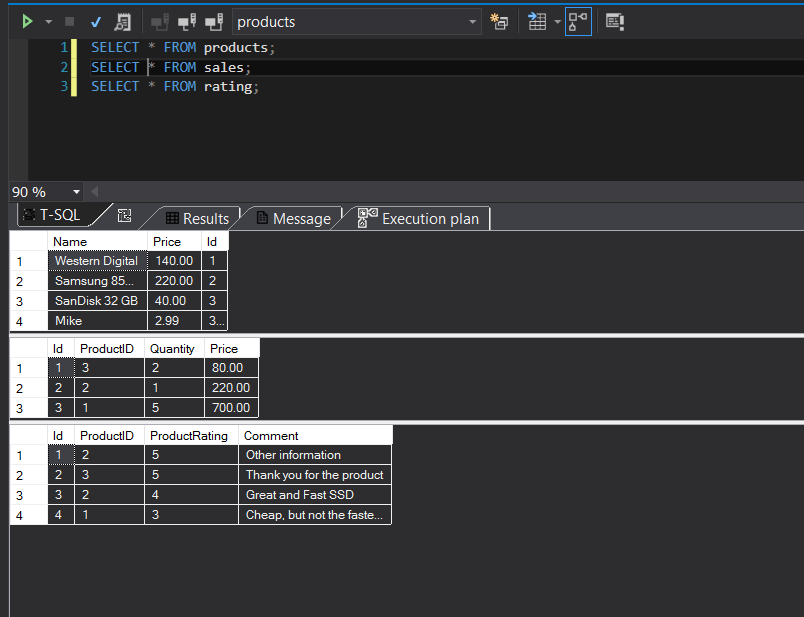 products
1 SELECT * FROM products;
2 SELECT * FROM sales;
3 SELECT * FROM rating;
90 %
T-SQL Results Message Execution plan
Name Price Id
1 Western Digital 140.00 1
2 Samsung 85... 220.00 2
3 SanDisk 32 GB 40.00 3
4 Mike 2.99 3...
Id ProductID Quantity Price
1 1 3 2 80.00
2 2 2 1 220.00
3 3 1 5 700.00
Id ProductID ProductRating Comment
1 1 2 5 Other information
2 2 3 5 Thank you for the product
3 3 2 4 Great and Fast SSD
4 4 1 3 Cheap, but not the faste...